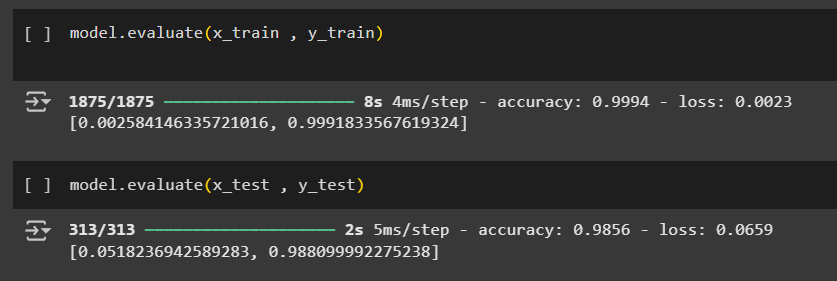 [ ] model.evaluate(x_train , y_train)
1875/1875 ━━━━━━━━━━━━━━━━━━━━ 8s 4ms/step - accuracy: 0.9994 - loss: 0.0023
[0.002584146335721016, 0.9991833567619324]
[ ] model.evaluate(x_test , y_test)
313/313 ━━━━━━━━━━━━━━━━━━━━ 2s 5ms/step - accuracy: 0.9856 - loss: 0.0659
[0.0518236942589283, 0.988099992275238]